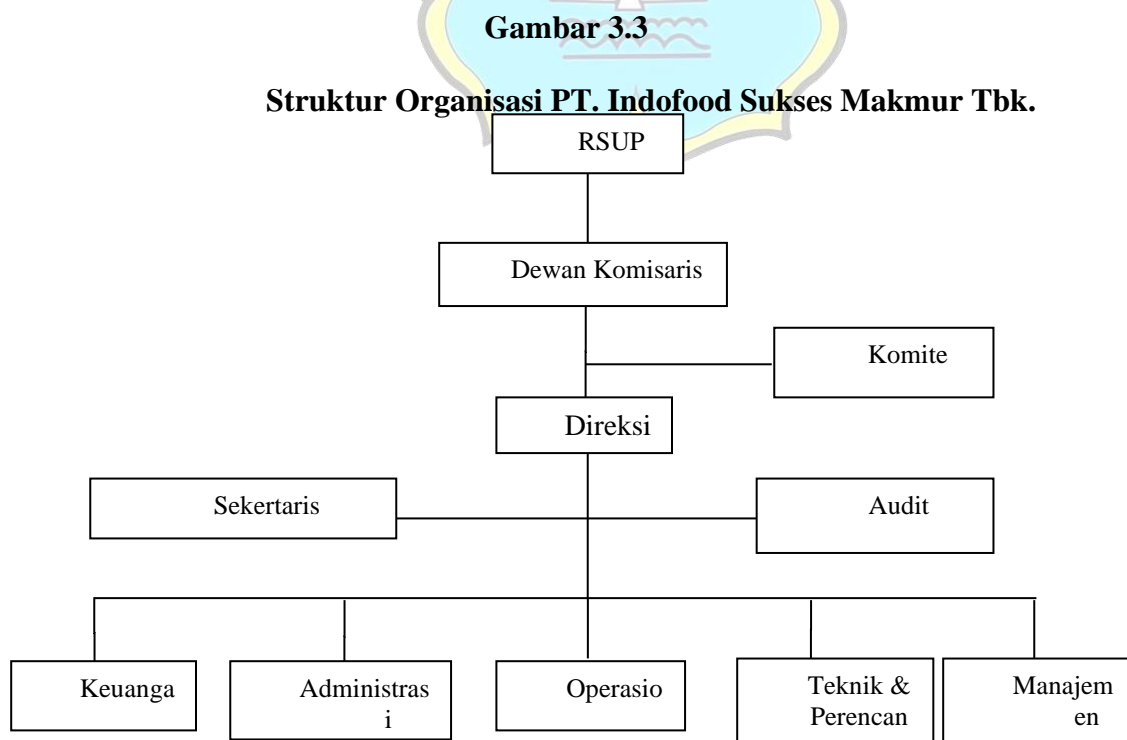 Gambar 3.3
Struktur Organisasi PT. Indofood Sukses Makmur Tbk.
RSUP
Dewan Komisaris
Komite
Direksi
Sekertaris
Audit
Keuanga
Administras
i
Operasio
Teknik &
Perencan
Manajem
en